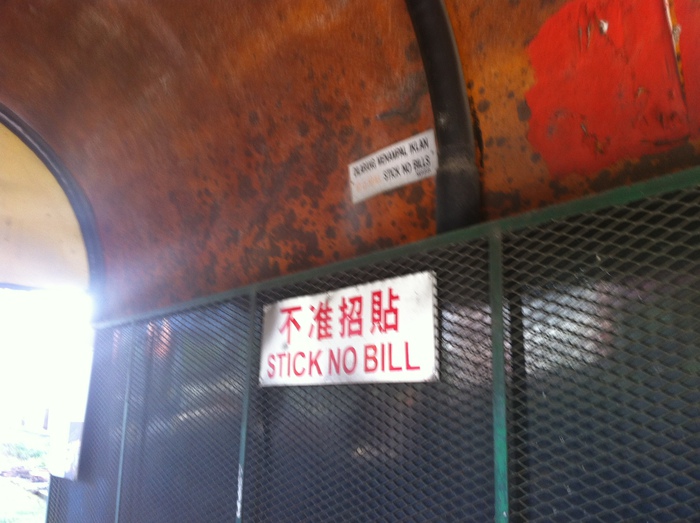 DILARANG MENAMPAL IKLAN
STICK NO BILLS
不准招貼
STICK NO BILL